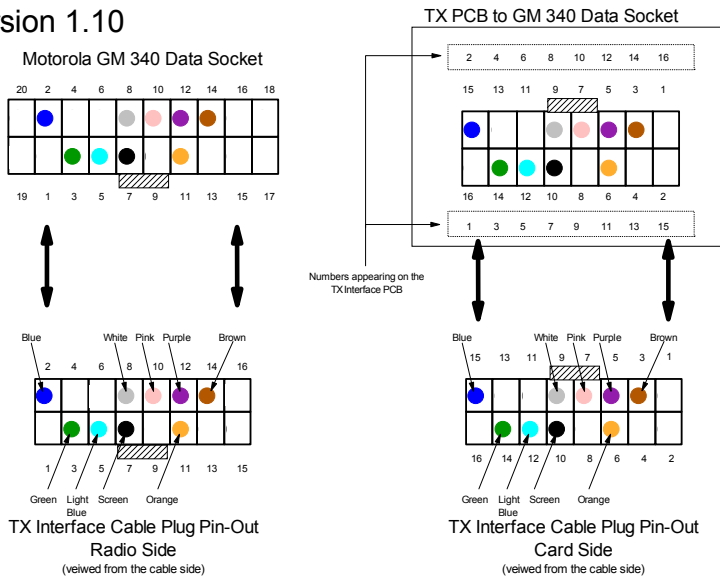 sion 1.10
Motorola GM 340 Data Socket
20 2 4 6 8 10 12 14 16 18
19 1 3 5 7 9 11 13 15 17
TX PCB to GM 340 Data Socket
2 4 6 8 10 12 14 16
15 13 11 9 7 5 3 1
16 14 12 10 8 6 4 2
1 3 5 7 9 11 13 15
Numbers appearing on the
TX Interface PCB
Blue White Pink Purple Brown
2 4 6 8 10 12 14 16
1 3 5 7 9 11 13 15
Green Light Blue Screen Orange
TX Interface Cable Plug Pin-Out
Radio Side
(veiwed from the cable side)
Blue White Pink Purple Brown
15 13 11 9 7 5 3 1
16 14 12 10 8 6 4 2
Green Light Blue Screen Orange
TX Interface Cable Plug Pin-Out
Card Side
(veiwed from the cable side)